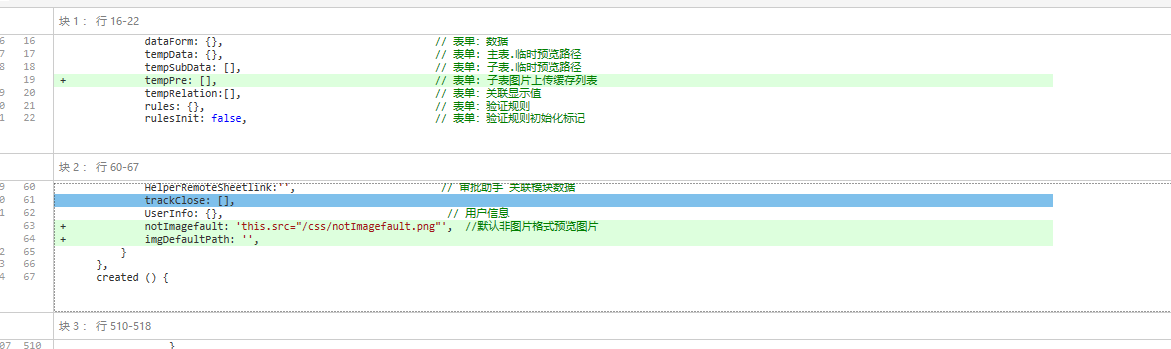 块 1 ： 行 16-22
6 16 dataForm: {}, // 表单: 数据
7 17 tempData: {}, // 表单: 主表.临时预览路径
8 18 tempSubData: [], // 表单: 子表.临时预览路径
19 + tempPre: [], // 表单: 子表图片上传缓存列表
9 20 tempRelation:[], // 表单: 关联显示值
0 21 rules: {}, // 表单: 验证规则
1 22 rulesInit: false, // 表单: 验证规则初始化标记
块 2 ： 行 60-67
9 60 HelperRemoteSheetlink:'', // 审批助手 关联模块数据
0 61 trackClose: [],
1 62 UserInfo: {}, // 用户信息
63 + notImagefault: 'this.src="/css/notImagefault.png"', //默认非图片格式预览图片
64 + imgDefaultPath: '',
2 65 }
3 66 },
4 67 created () {
块 3 ： 行 510-518
07 510 }